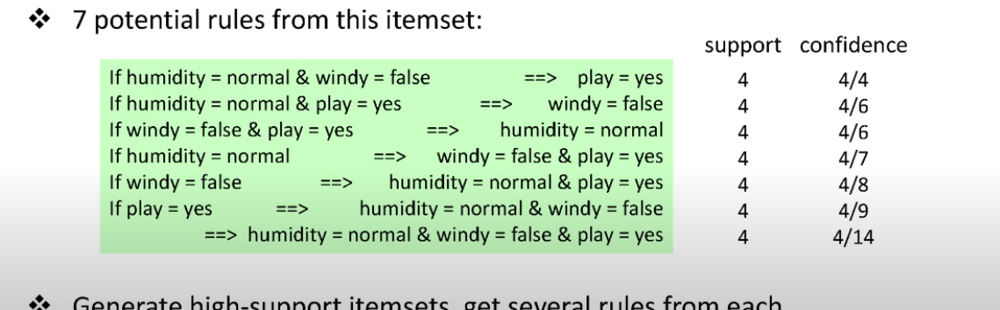 ❖ 7 potential rules from this itemset:
support confidence
If humidity = normal & windy = false ==> play = yes 4 4/4
If humidity = normal & play = yes ==> windy = false 4 4/6
If windy = false & play = yes ==> humidity = normal 4 4/6
If humidity = normal ==> windy = false & play = yes 4 4/7
If windy = false ==> humidity = normal & play = yes 4 4/8
If play = yes ==> humidity = normal & windy = false 4 4/9
==> humidity = normal & windy = false & play = yes 4 4/14
❖ Generate high-support itemsets, get several rules from each